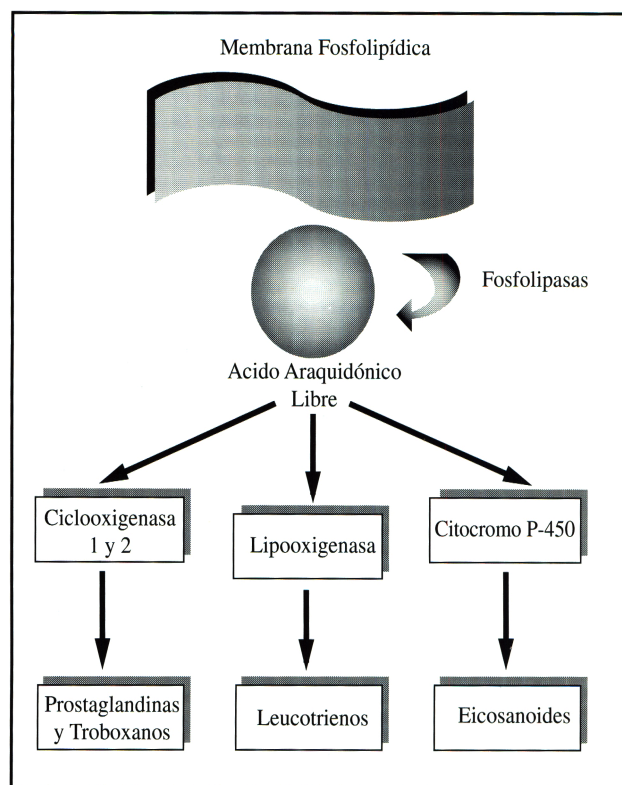 Membrana Fosfolipídica
Fosfolipasas
Acido Araquidónico
Libre
Ciclooxigenasa
1 y 2
Lipooxigenasa
Citocromo P-450
Prostaglandinas
y Troboxanos
Leucotrienos
Eicosanoides